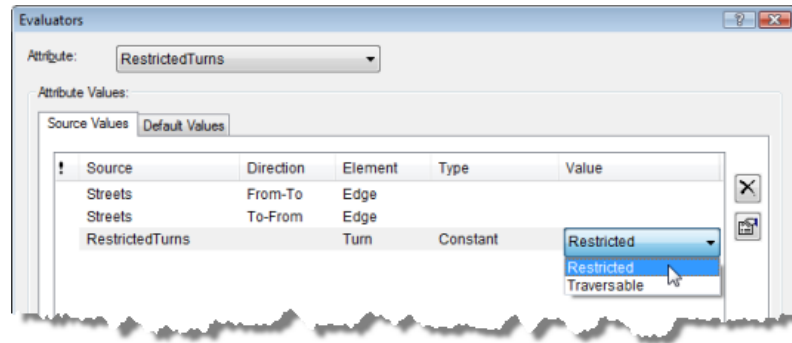 Evaluators
Attribute: RestrictedTurns
Attribute Values:
Source Values Default Values
! Source Direction Element Type Value
Streets From-To Edge
Streets To-From Edge
RestrictedTurns Turn Constant Restricted
Restricted
Traversable